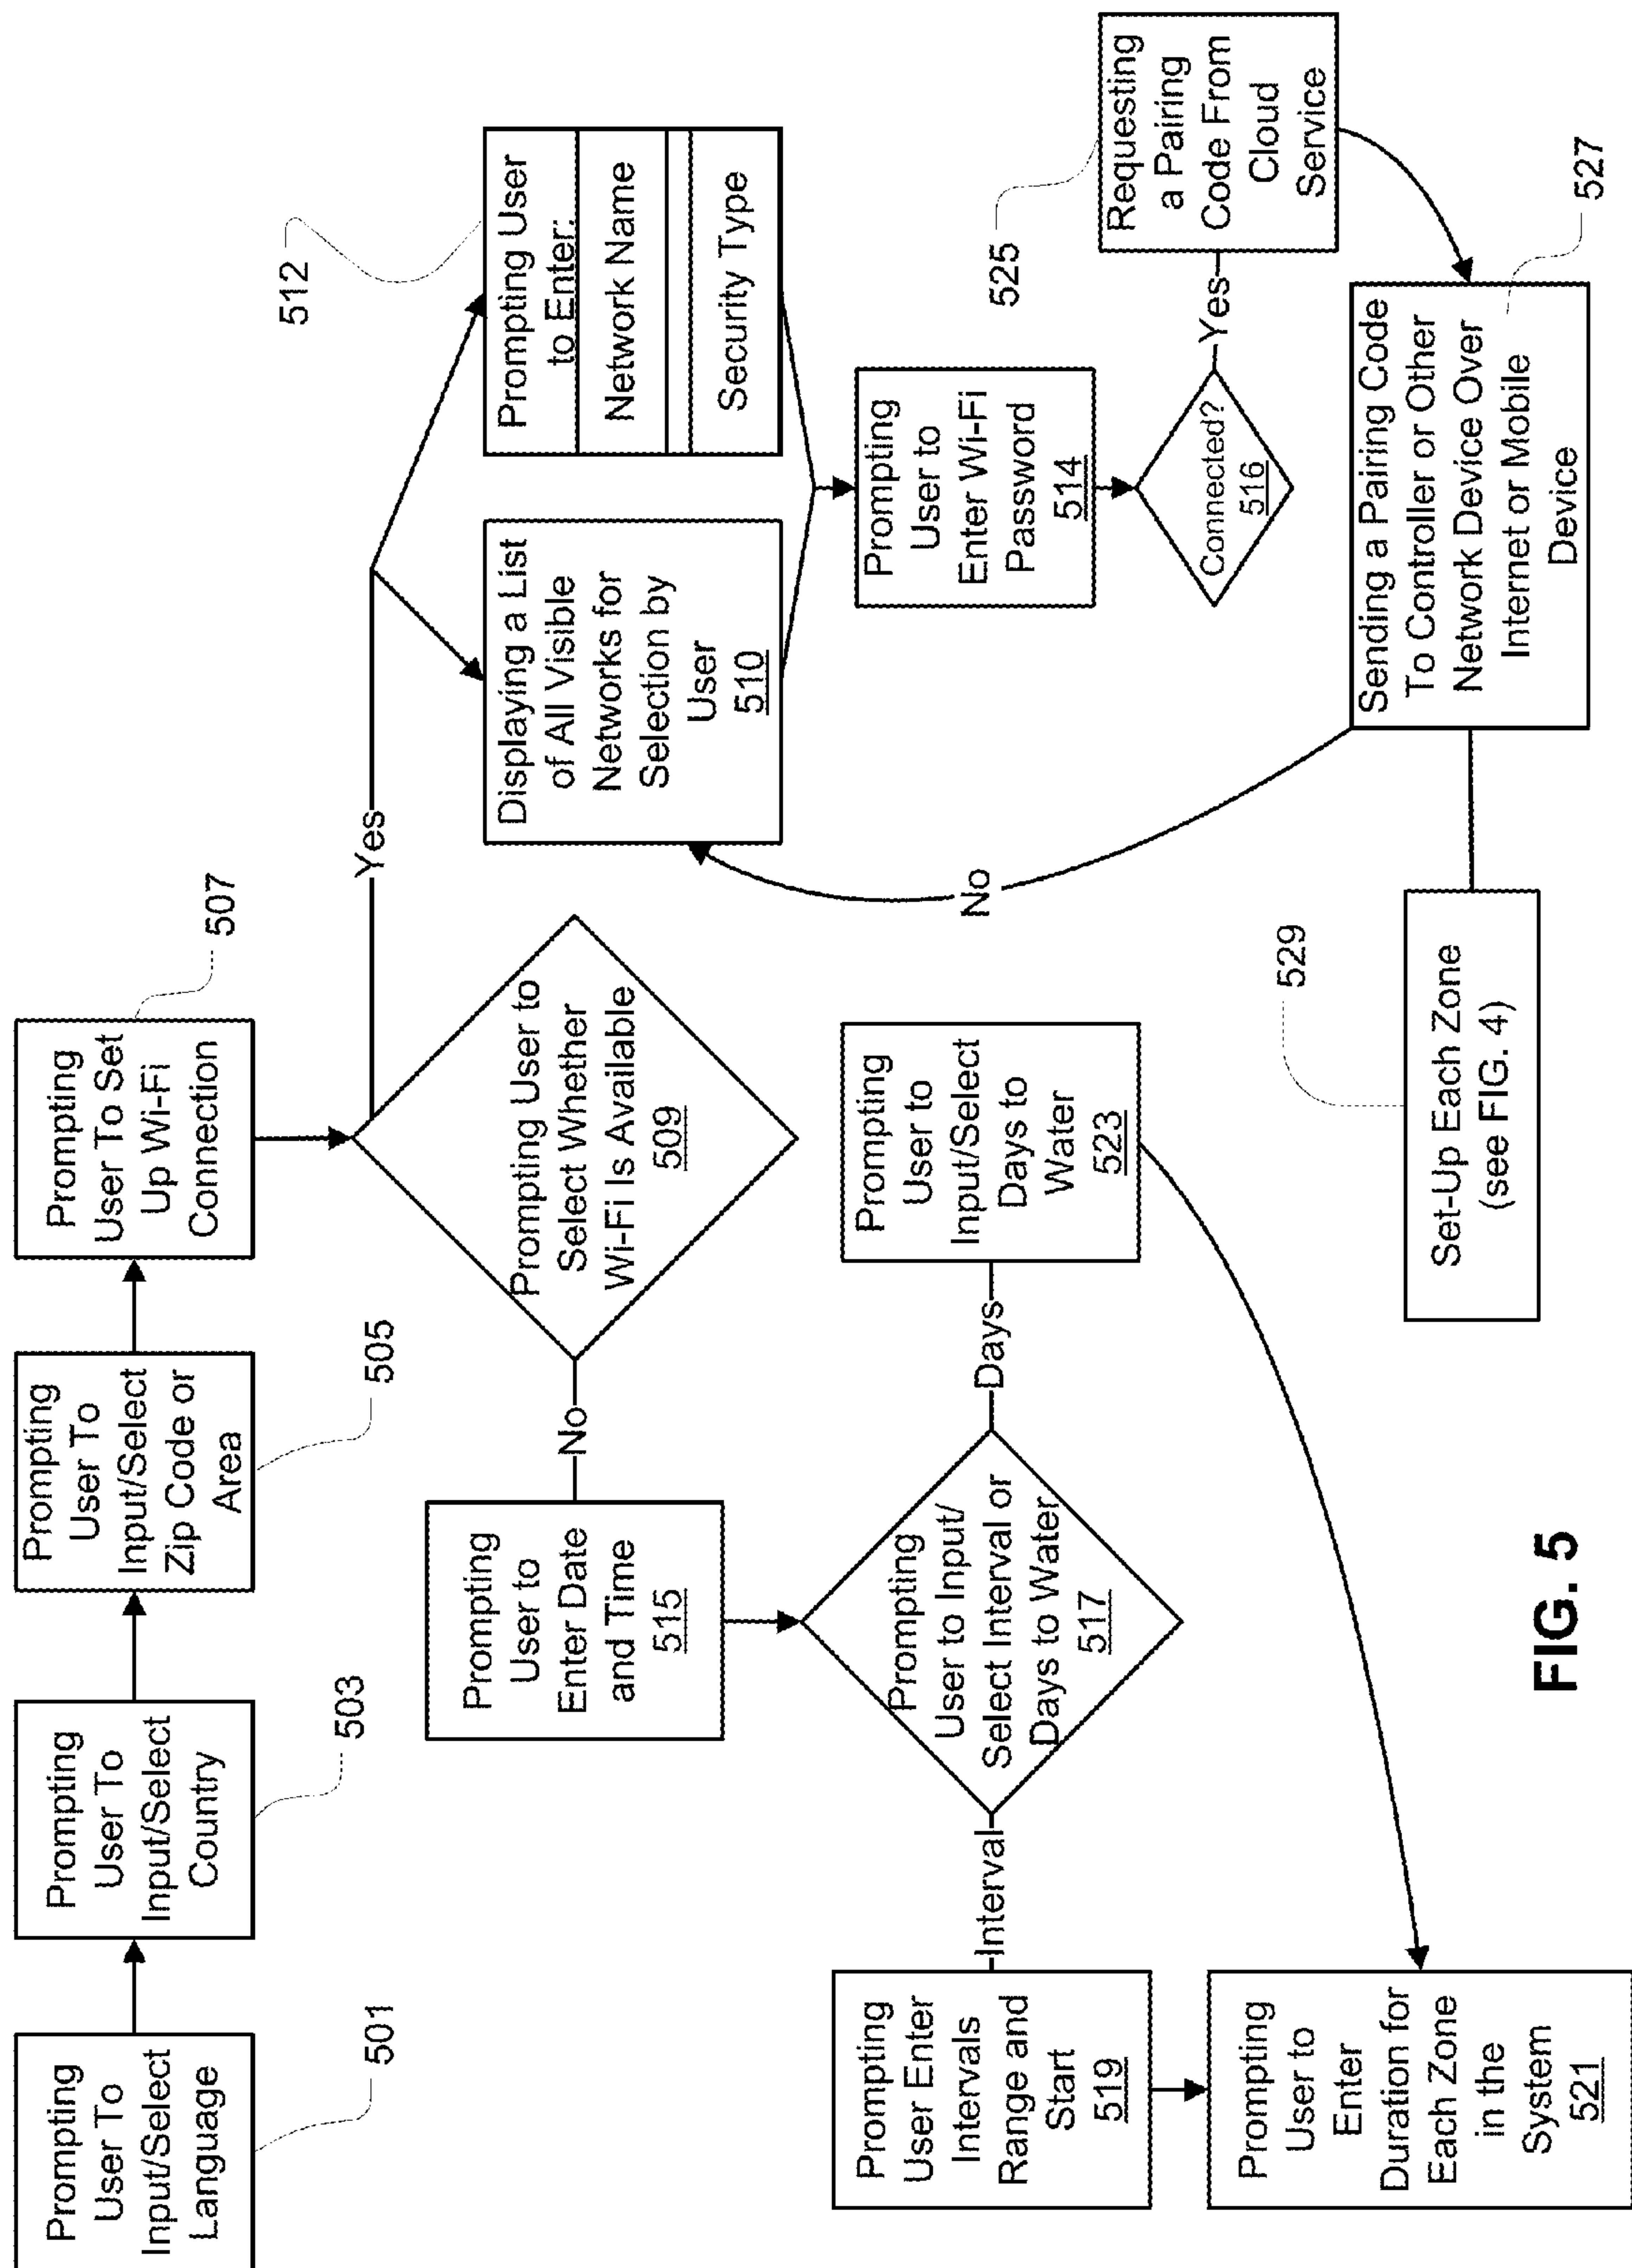 Prompting
User To
Input/Select
Language
501
Prompting
User To
Input/Select
Country
503
Prompting
User To
Input/Select
Zip Code or
Area
505
Prompting
User To Set
Up Wi-Fi
Connection
507
Prompting User to
Select Whether
Wi-Fi Is Available
509
Yes
No
Displaying a List
of All Visible
Networks for
Selection by
User
510
Prompting User
to Enter:
Network Name
Security Type
512
Prompting
User to
Enter Wi-Fi
Password
514
Connected?
516
Yes
Requesting
a Pairing
Code From
Cloud
Service
525
Sending a Pairing Code
To Controller or Other
Network Device Over
Internet or Mobile
Device
527
No
Set-Up Each Zone
(see FIG. 4)
529
Prompting
User to
Enter Date
and Time
515
Prompting
User to Input/
Select Interval or
Days to Water
517
Interval
Days
Prompting
User to
Input/Select
Days to
Water
523
Prompting
User Enter
Intervals
Range and
Start
519
Prompting
User to
Enter
Duration for
Each Zone
in the
System
521
FIG. 5